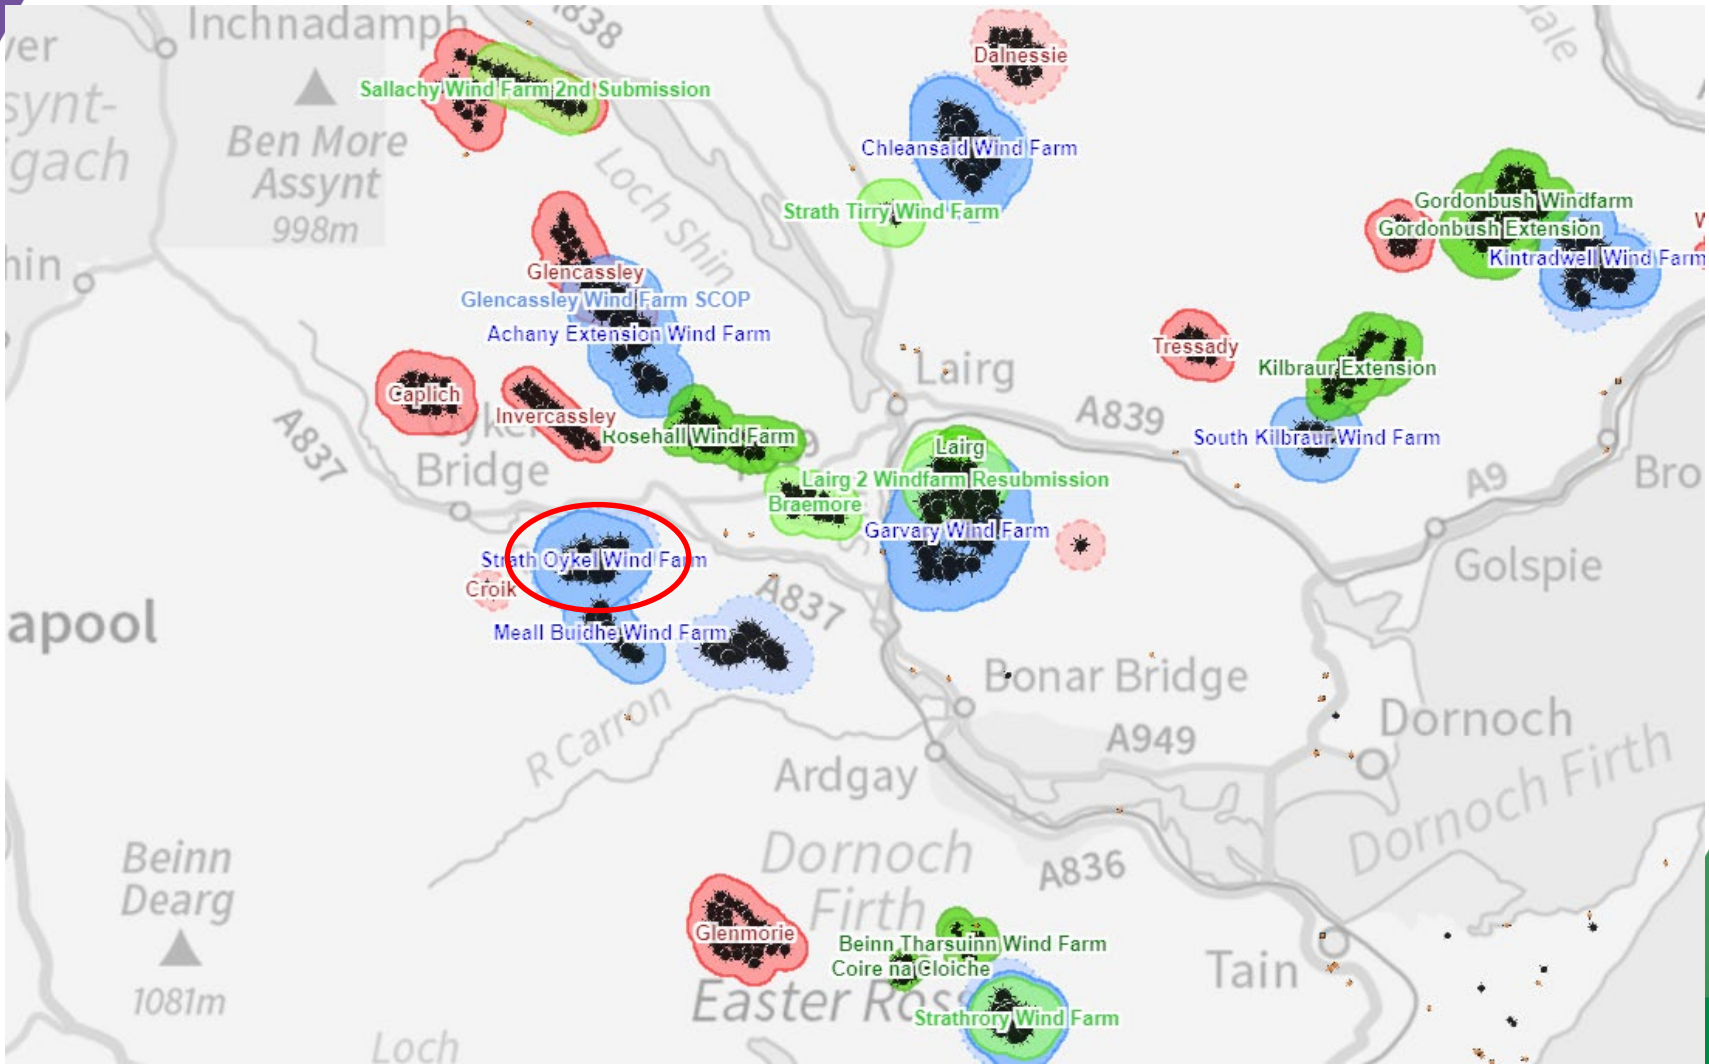 Inchnadamph
A838
Dalnessie
Sallachy Wind Farm 2nd Submission
Ben More
Assynt
998m
Chleansaid Wind Farm
Loch Shin
Strath Tirry Wind Farm
Gordonbush Windfarm
Gordonbush Extension
Kintradwell Wind Farm
Glencassley
Glencassley Wind Farm SCOP
Achany Extension Wind Farm
Tressady
Lairg
Kilbraur Extension
Caplich
Invercassley
A839
Rosehall Wind Farm
South Kilbraur Wind Farm
A837
Oykel
Bridge
Lairg
Lairg 2 Windfarm Resubmission
Braemore
A9
Bro
Garvary Wind Farm
Strath Oykel Wind Farm
Croik
Golspie
A837
apool
Meall Buidhe Wind Farm
Bonar Bridge
R Carron
Dornoch
A949
Ardgay
Dornoch Firth
Beinn
Dearg
1081m
Dornoch
Firth
A836
Glenmorie
Beinn Tharsuinn Wind Farm
Coire na Cloiche
Tain
Easter Ross
Strathrory Wind Farm
Loch